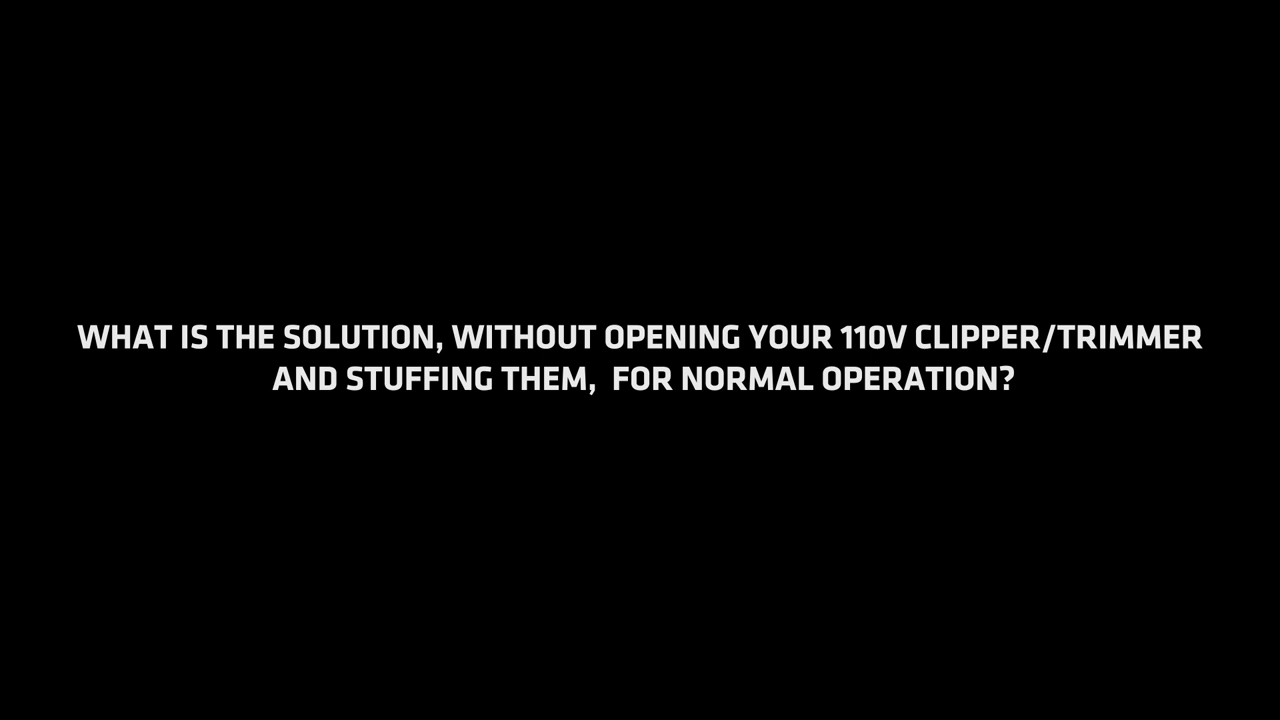 WHAT IS THE SOLUTION, WITHOUT OPENING YOUR 110V CLIPPER/TRIMMER
AND STUFFING THEM,  FOR NORMAL OPERATION?